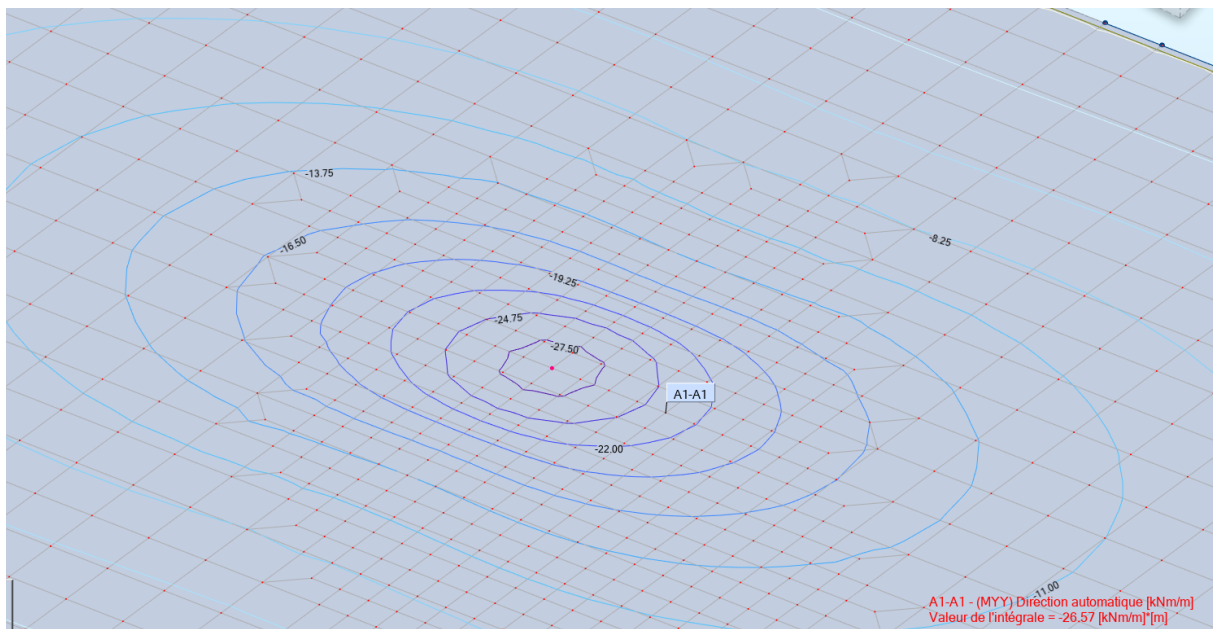 -13.75
-8.25
-16.50
-19.25
-24.75
-27.50
A1-A1
-22.00
-11.00
A1-A1 - (MYY) Direction automatique [kNm/m]
Valeur de l'intégrale = -26.57 [kNm/m]*[m]